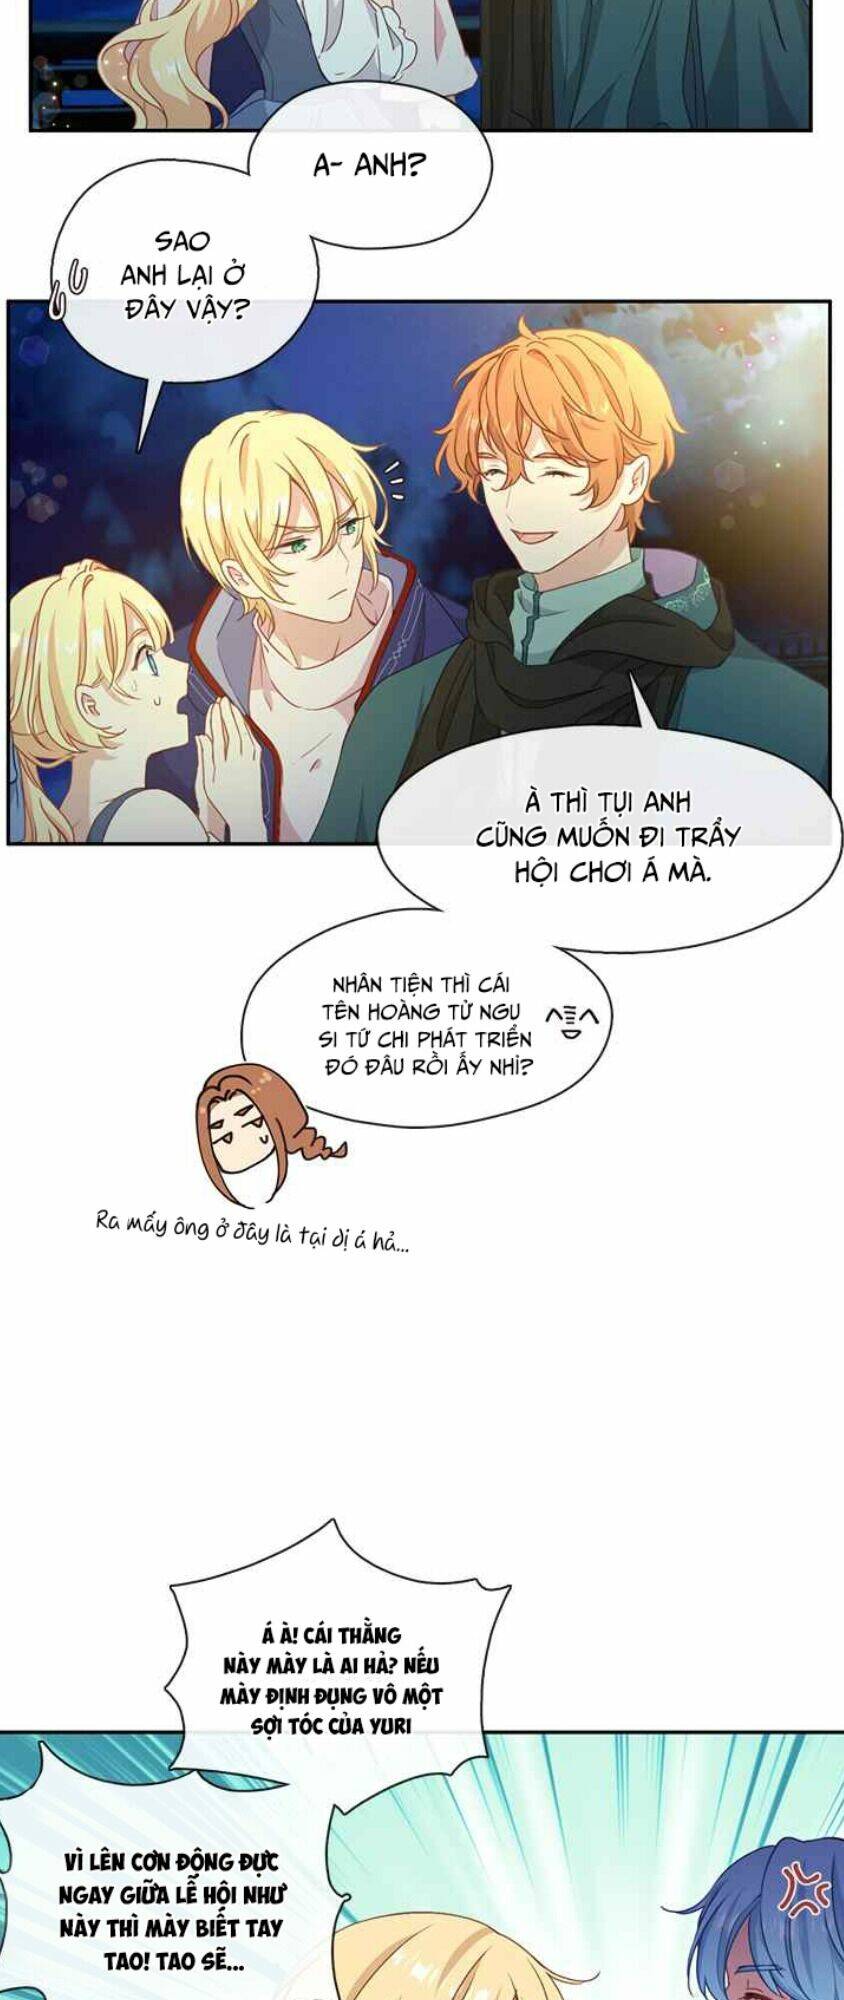 A- ANH?
SAO
ANH LẠI Ở
ĐÂY VẬY?
À THÌ TỤI ANH
CŨNG MUỐN ĐI TRẨY
HỘI CHƠI Á MÀ.
NHÂN TIỆN THÌ CÁI
TÊN HOÀNG TỬ NGU
SI TỨ CHI PHÁT TRIỂN
ĐÓ ĐÂU RỒI ẤY NHỈ?
Ra mấy ông ở đây là tại dị á hả...
Á À! CÁI THẰNG
NÀY MÀY LÀ AI HẢ? NẾU
MÀY ĐỊNH ĐỤNG VÔ MỘT
SỢI TÓC CỦA YURI
VÌ LÊN CƠN ĐỘNG ĐỰC
NGAY GIỮA LỄ HỘI NHƯ
NÀY THÌ MÀY BIẾT TAY
TAO! TAO SẼ...